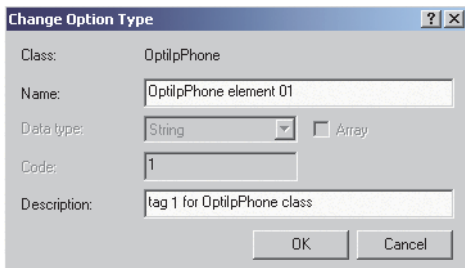 Change Option Type ? ×
Class: OptiIpPhone
Name: OptiIpPhone element 01
Data type: String Array
Code: 1
Description: tag 1 for OptiIpPhone class
OK Cancel